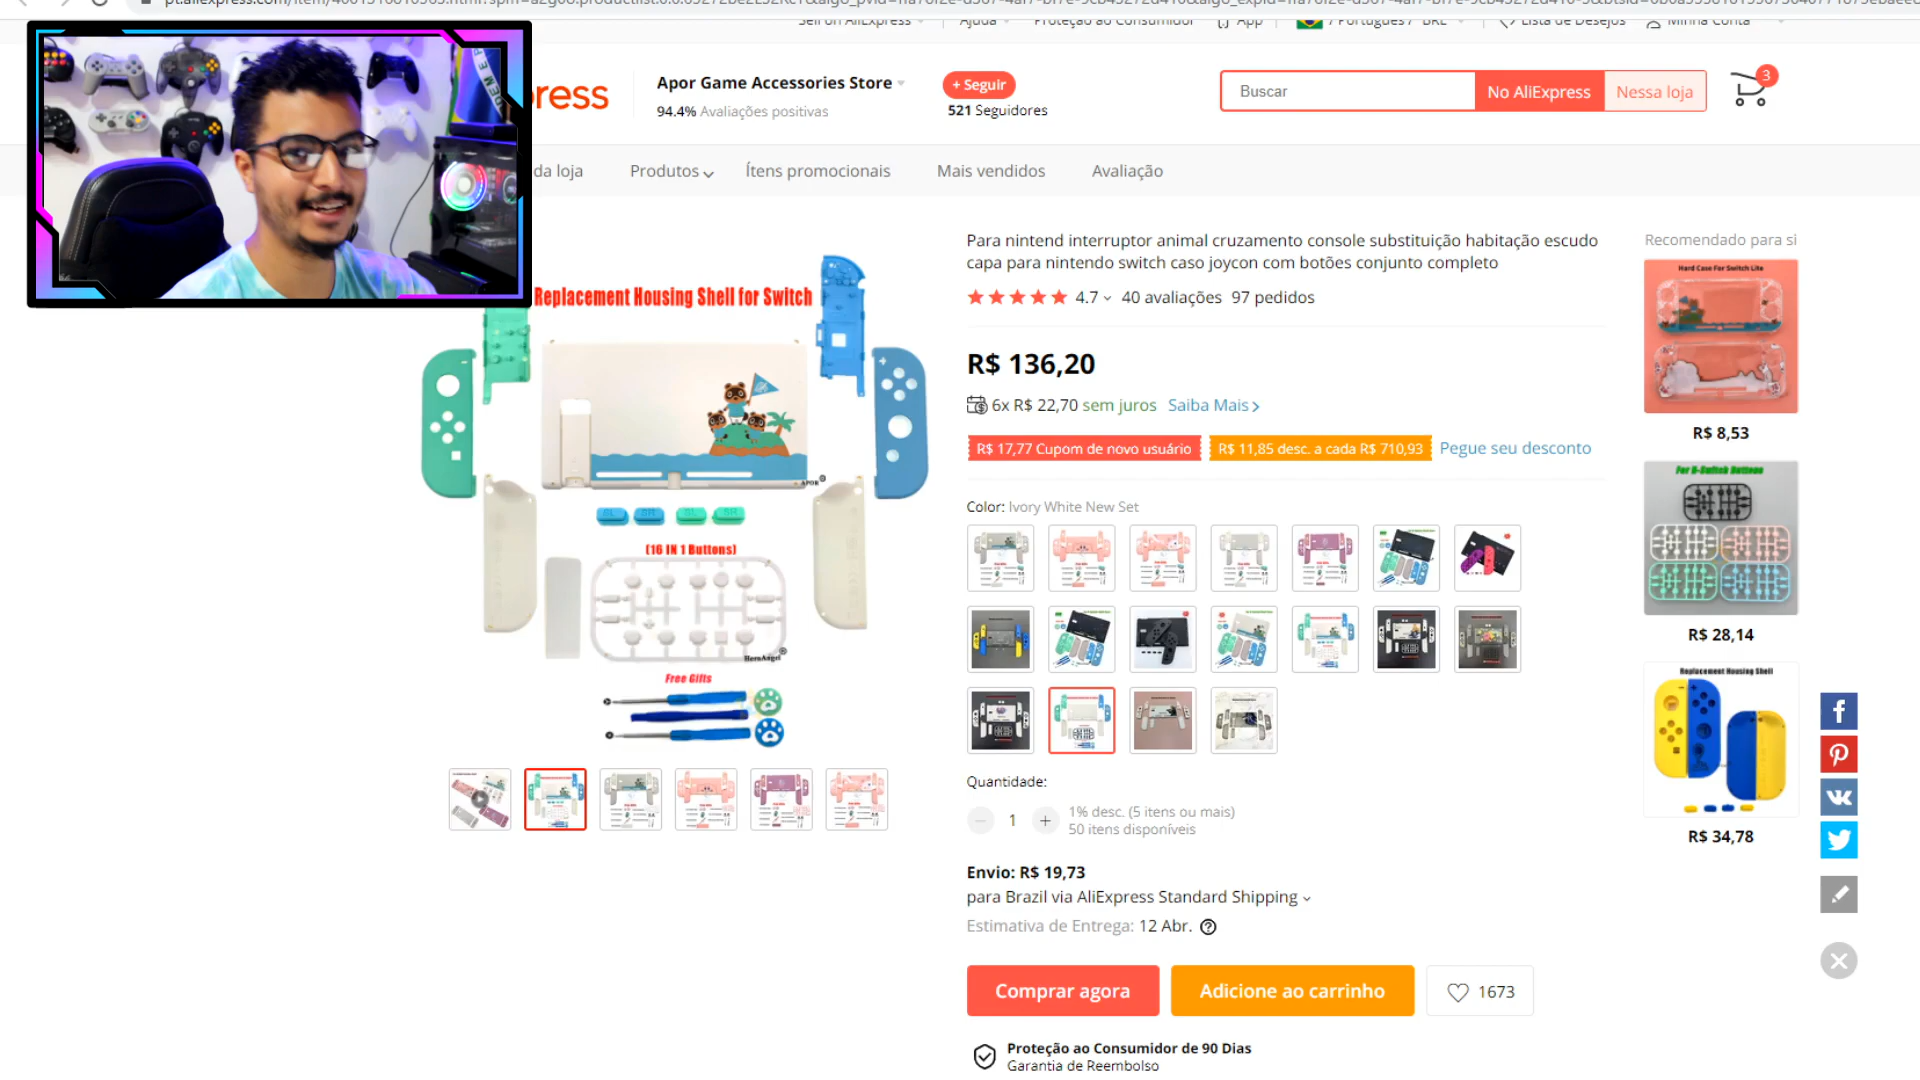 Apor Game Accessories Store
94.4% Avaliações positivas
+ Seguir
521 Seguidores
Buscar
No AliExpress
Nessa loja
3
da loja
Produtos
Ítens promocionais
Mais vendidos
Avaliação
Replacement Housing Shell for Switch
APOR
(16 IN 1 Buttons)
HeroAngel
Free Gifts
Para nintend interruptor animal cruzamento console substituição habitação escudo
capa para nintendo switch caso joycon com botões conjunto completo
4.7
40 avaliações
97 pedidos
R$ 136,20
6x R$ 22,70 sem juros Saiba Mais
R$ 17,77 Cupom de novo usuário
R$ 11,85 desc. a cada R$ 710,93
Pegue seu desconto
Color: Ivory White New Set
Quantidade:
1
1% desc. (5 itens ou mais)
50 itens disponíveis
Envio: R$ 19,73
para Brazil via AliExpress Standard Shipping
Estimativa de Entrega: 12 Abr.
Comprar agora
Adicione ao carrinho
1673
Proteção ao Consumidor de 90 Dias
Garantia de Reembolso
Recomendado para si
Hard Case For Switch Lite
R$ 8,53
For N-Switch Buttons
R$ 28,14
Replacement Housing Shell
R$ 34,78